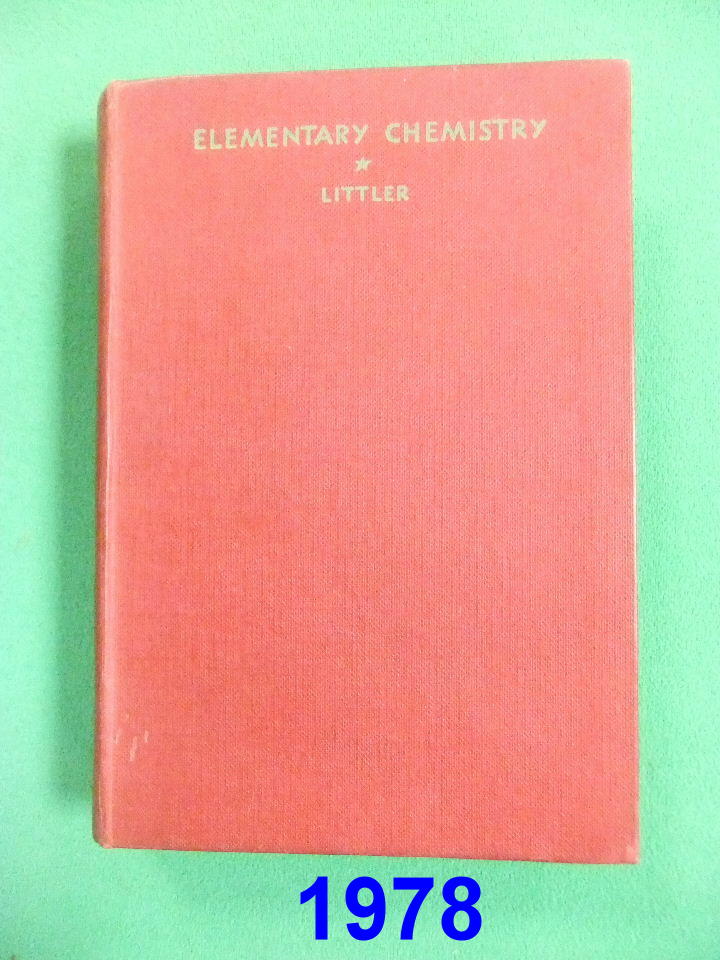 ELEMENTARY CHEMISTRY
★
LITTLER
1978